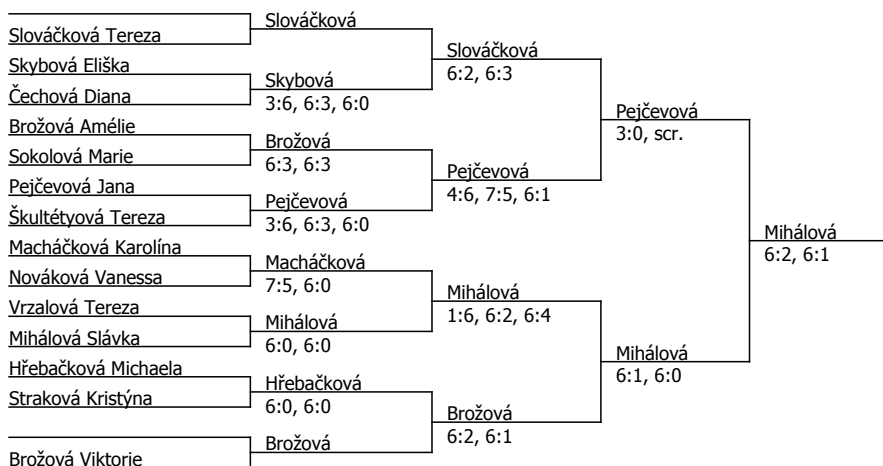 Slováčková Tereza
Skybová Eliška
Čechová Diana
Brožová Amélie
Sokolová Marie
Pejčevová Jana
Škultétyová Tereza
Macháčková Karolína
Nováková Vanessa
Vrzalová Tereza
Mihálová Slávka
Hřebačková Michaela
Straková Kristýna
Brožová Viktorie
Slováčková
Skybová
3:6, 6:3, 6:0
Brožová
6:3, 6:3
Pejčevová
3:6, 6:3, 6:0
Macháčková
7:5, 6:0
Mihálová
6:0, 6:0
Hřebačková
6:0, 6:0
Brožová
Slováčková
6:2, 6:3
Pejčevová
4:6, 7:5, 6:1
Mihálová
1:6, 6:2, 6:4
Brožová
6:2, 6:1
Pejčevová
3:0, scr.
Mihálová
6:1, 6:0
Mihálová
6:2, 6:1